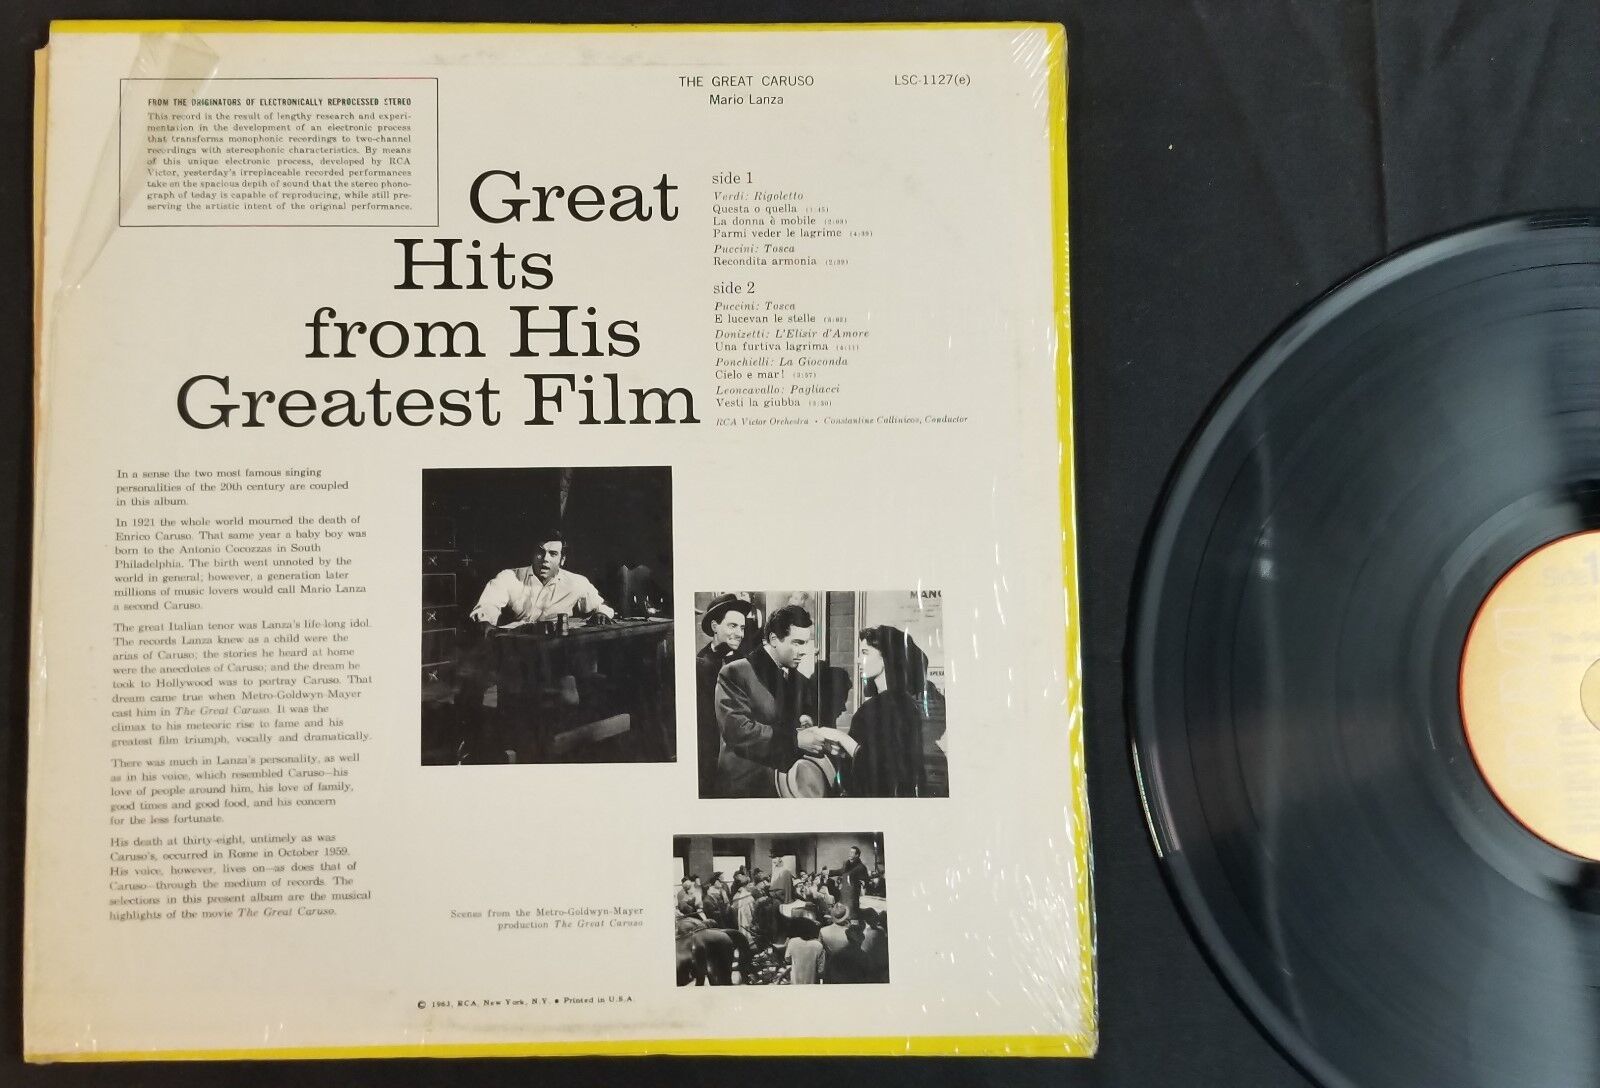 FROM THE ORIGINATORS OF ELECTRONICALLY REPROCESSED STEREO
This record is the result of lengthy research and experi-
mentation in the development of an electronic process
that transforms monophonic recordings to two-channel
recordings with stereophonic characteristics. By means
of this unique electronic process, developed by RCA
Victor, yesterday's irreplaceable recorded performances
take on the spacious depth of sound that the stereo phono-
graph of today is capable of reproducing, while still pre-
serving the artistic intent of the original performance.
THE GREAT CARUSO
Mario Lanza
LSC-1127(e)
Great
Hits
from His
Greatest Film
side 1
Verdi: Rigoletto
Questa o quella (1:45)
La donna è mobile (2:03)
Parmi veder le lagrime (4:39)
Puccini: Tosca
Recondita armonia (2:39)
side 2
Puccini: Tosca
E lucevan le stelle
Donizetti: L'Elisir d'Amore
Una furtiva lagrima (4:11)
Ponchielli: La Gioconda
Cielo e mar! (3:57)
Leoncavallo: Pagliacci
Vesti la giubba (3:30)
RCA Victor Orchestra • Constantine Callinicos, Conductor
In a sense the two most famous singing
personalities of the 20th century are coupled
in this album.
In 1921 the whole world mourned the death of
Enrico Caruso. That same year a baby boy was
born to the Antonio Cocozzas in South
Philadelphia. The birth went unnoted by the
world in general; however, a generation later
millions of music lovers would call Mario Lanza
a second Caruso.
The great Italian tenor was Lanza's life-long idol.
The records Lanza knew as a child were the
arias of Caruso; the stories he heard at home
were the anecdotes of Caruso; and the dream he
took to Hollywood was to portray Caruso. That
dream came true when Metro-Goldwyn-Mayer
cast him in The Great Caruso. It was the
climax to his meteoric rise to fame and his
greatest film triumph, vocally and dramatically.
There was much in Lanza's personality, as well
as in his voice, which resembled Caruso—his
love of people around him, his love of family,
good times and good food, and his concern
for the less fortunate.
His death at thirty-eight, untimely as was
Caruso's, occurred in Rome in October 1959.
His voice, however, lives on—as does that of
Caruso—through the medium of records. The
selections in this present album are the musical
highlights of the movie The Great Caruso.
MANO
Scenes from the Metro-Goldwyn-Mayer
production The Great Caruso
© 1963, RCA, New York, N.Y. • Printed in U.S.A.
Side 1